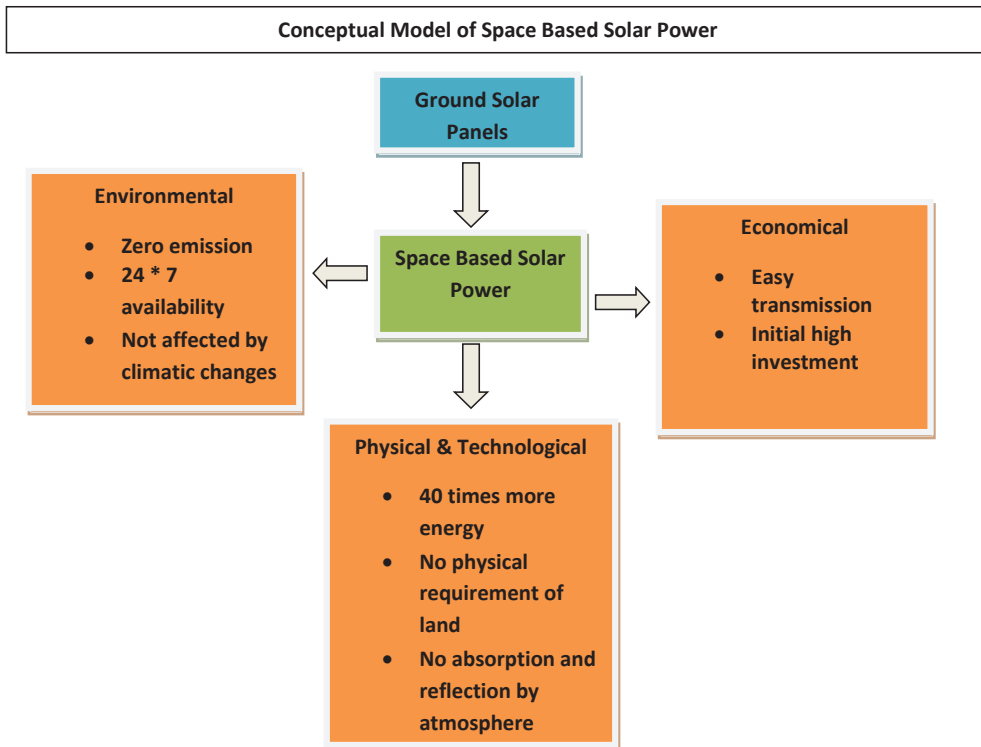 Conceptual Model of Space Based Solar Power
Ground Solar
Panels
Environmental
• Zero emission
• 24 * 7
availability
• Not affected by
climatic changes
Space Based Solar
Power
Economical
• Easy
transmission
• Initial high
investment
Physical & Technological
• 40 times more
energy
• No physical
requirement of
land
• No absorption and
reflection by
atmosphere